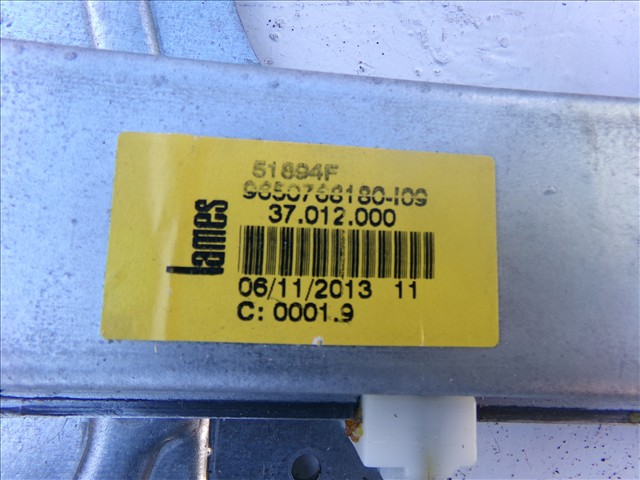 51894F
9650768180-I09
37.012.000
Lames
06/11/2013 11
C: 0001.9